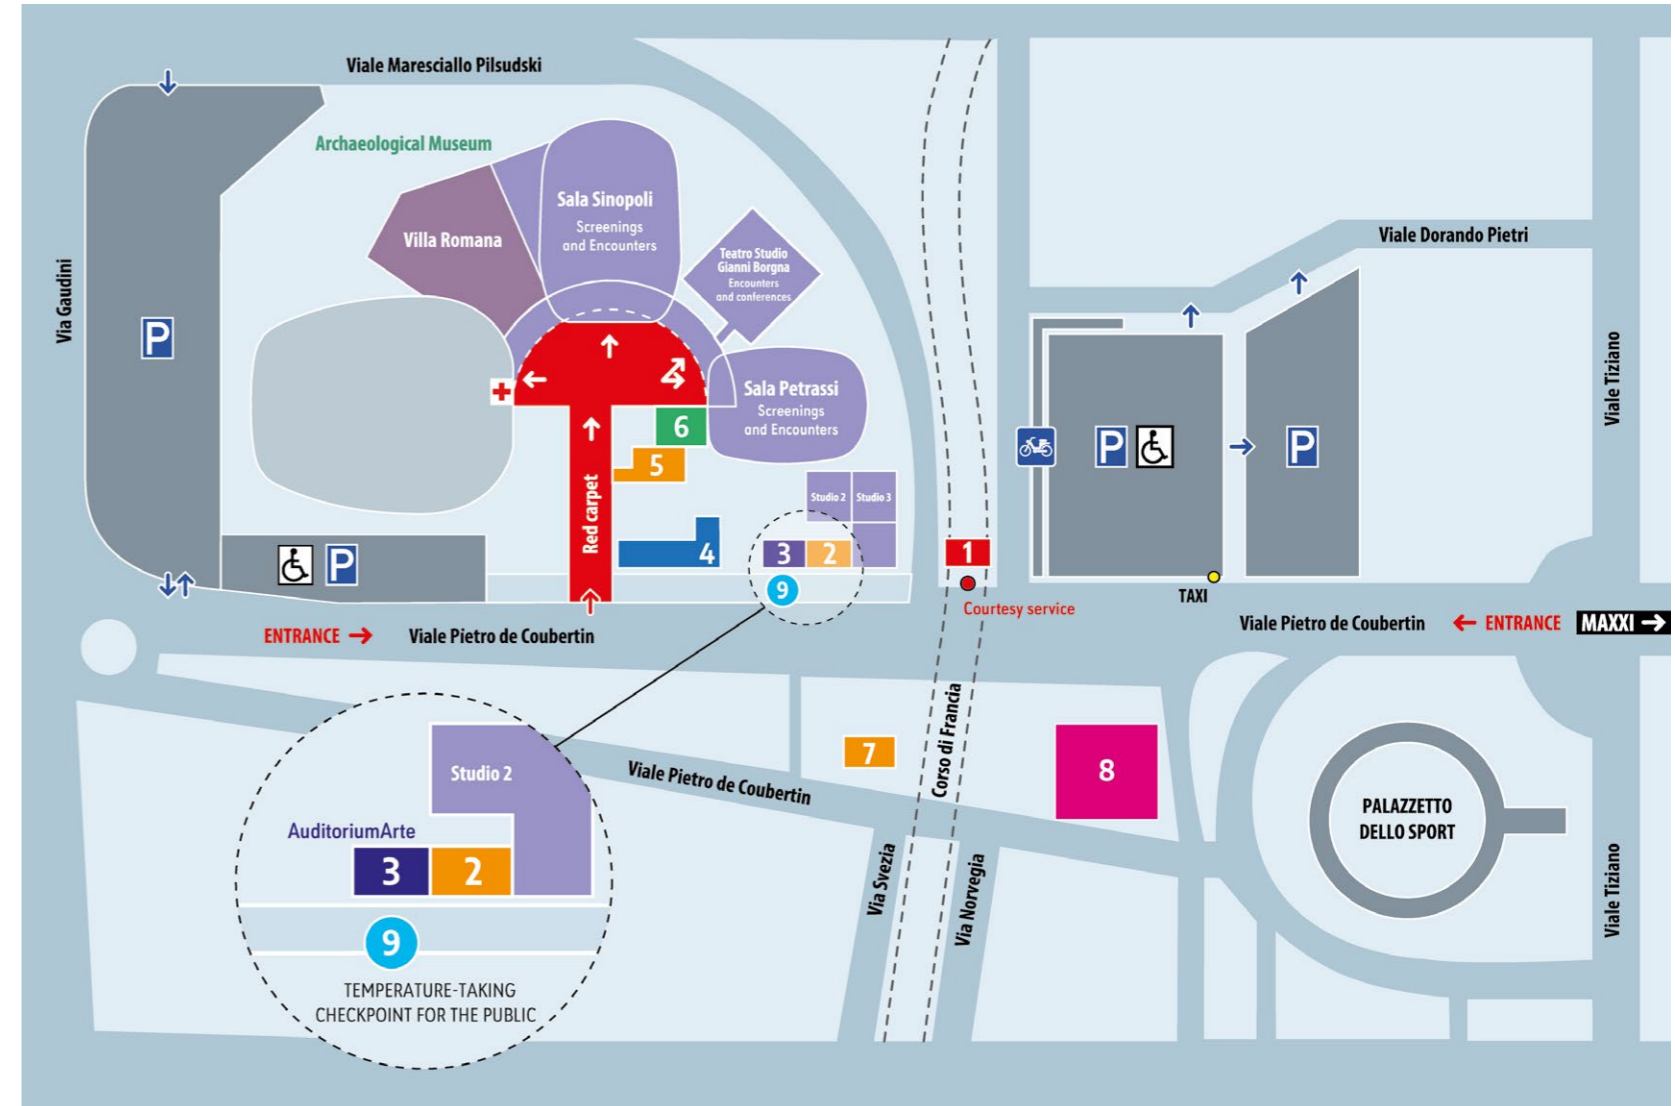 Viale Maresciallo Pilsudski
Archaeological Museum
Sala Sinopoli
Screenings
and Encounters
Villa Romana
Teatro Studio
Gianni Borgna
Encounters
and conferences
Viale Dorando Pietri
Via Gaudini
P
Viale Tiziano
Sala Petrassi
Screenings
and Encounters
6
5
Red carpet
P
P
Studio 2
Studio 3
4
3
2
1
9
P
Courtesy service
TAXI
ENTRANCE
Viale Pietro de Coubertin
Viale Pietro de Coubertin
ENTRANCE
MAXXI
Corso di Francia
7
8
Viale Pietro de Coubertin
Studio 2
AuditoriumArte
3
2
9
TEMPERATURE-TAKING
CHECKPOINT FOR THE PUBLIC
Via Svezia
Via Norvegia
PALAZZETTO
DELLO SPORT
Viale Tiziano